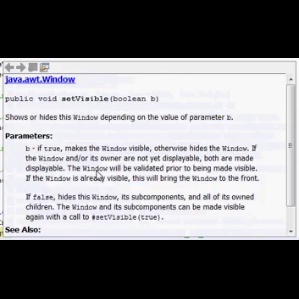 java.awt.Window
public void setVisible(boolean b)
Shows or hides this Window depending on the value of parameter b.
Parameters:
b - if true, makes the Window visible, otherwise hides the Window. If
the Window and/or its owner are not yet displayable, both are
made displayable. The Window will be validated prior to being made visible.
If the Window is already visible, this will bring the Window to the front.
If false, hides this Window, its subcomponents, and all of its owned
children. The Window and its subcomponents can be made visible
again with a call to #setVisible(true).
See Also: